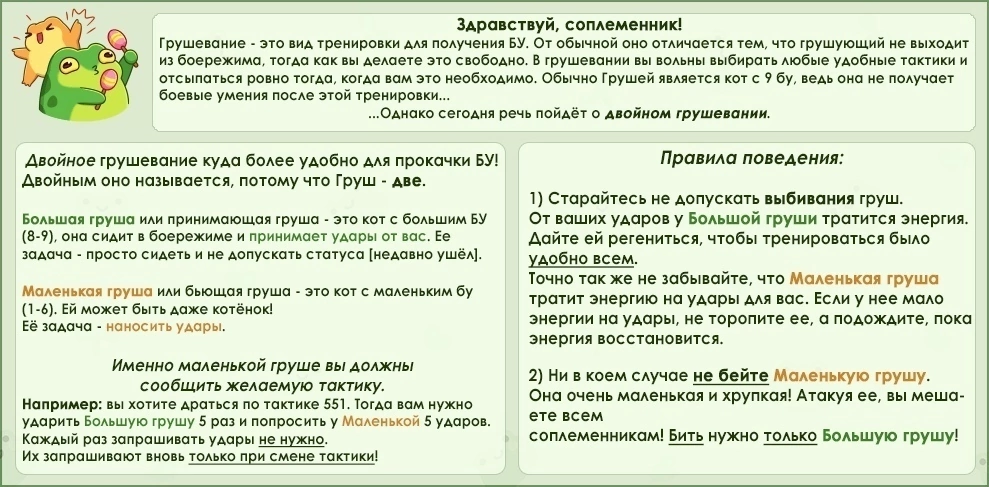 Здравствуй, соплеменник!
Грушевание - это вид тренировки для получения БУ. От обычной оно отличается тем, что грушующий не выходит
из боережима, тогда как вы делаете это свободно. В грушевании вы вольны выбирать любые удобные тактики и
отсыпаться ровно тогда, когда вам это необходимо. Обычно Грушей является кот с 9 бу, ведь она не получает
боевые умения после этой тренировки...
...Однако сегодня речь пойдёт о двойном грушевании.
Двойное грушевание куда более удобно для прокачки БУ!
Двойным оно называется, потому что Груш - две.
Большая груша или принимающая груша - это кот с большим БУ
(8-9), она сидит в боережиме и принимает удары от вас. Ее
задача - просто сидеть и не допускать статуса [недавно ушёл].
Маленькая груша или бьющая груша - это кот с маленьким бу
(1-6). Ей может быть даже котёнок!
Её задача - наносить удары.
Именно маленькой груше вы должны
сообщить желаемую тактику.
Например: вы хотите драться по тактике 551. Тогда вам нужно
ударить Большую грушу 5 раз и попросить у Маленькой 5 ударов.
Каждый раз запрашивать удары не нужно.
Их запрашивают вновь только при смене тактики!
Правила поведения:
1) Старайтесь не допускать выбивания груш.
От ваших ударов у Большой груши тратится энергия.
Дайте ей регениться, чтобы тренироваться было
удобно всем.
Точно так же не забывайте, что Маленькая груша
тратит энергию на удары для вас. Если у нее мало
энергии на удары, не торопите ее, а подождите, пока
энергия восстановится.
2) Ни в коем случае не бейте Маленькую грушу.
Она очень маленькая и хрупкая! Атакуя ее, вы меша-
ете всем
соплеменникам! Бить нужно только Большую грушу!